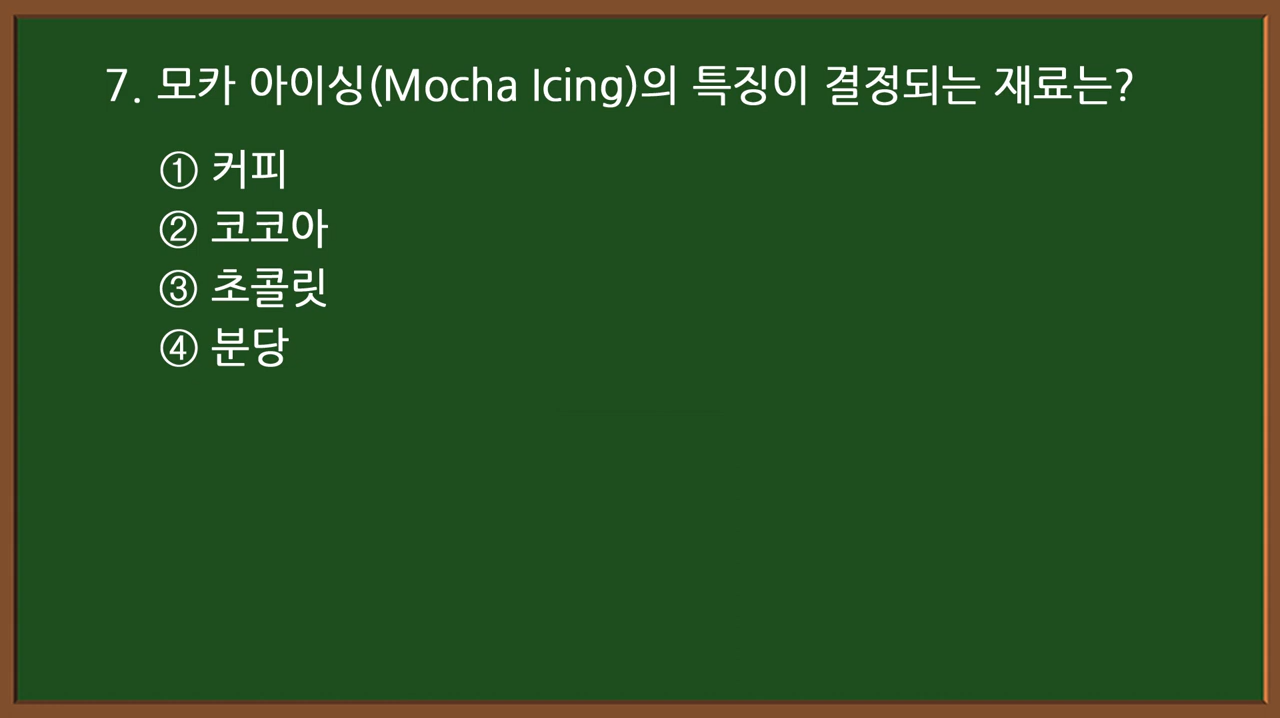 7. 모카 아이싱(Mocha Icing)의 특징이 결정되는 재료는?
① 커피
② 코코아
③ 초콜릿
④ 분당